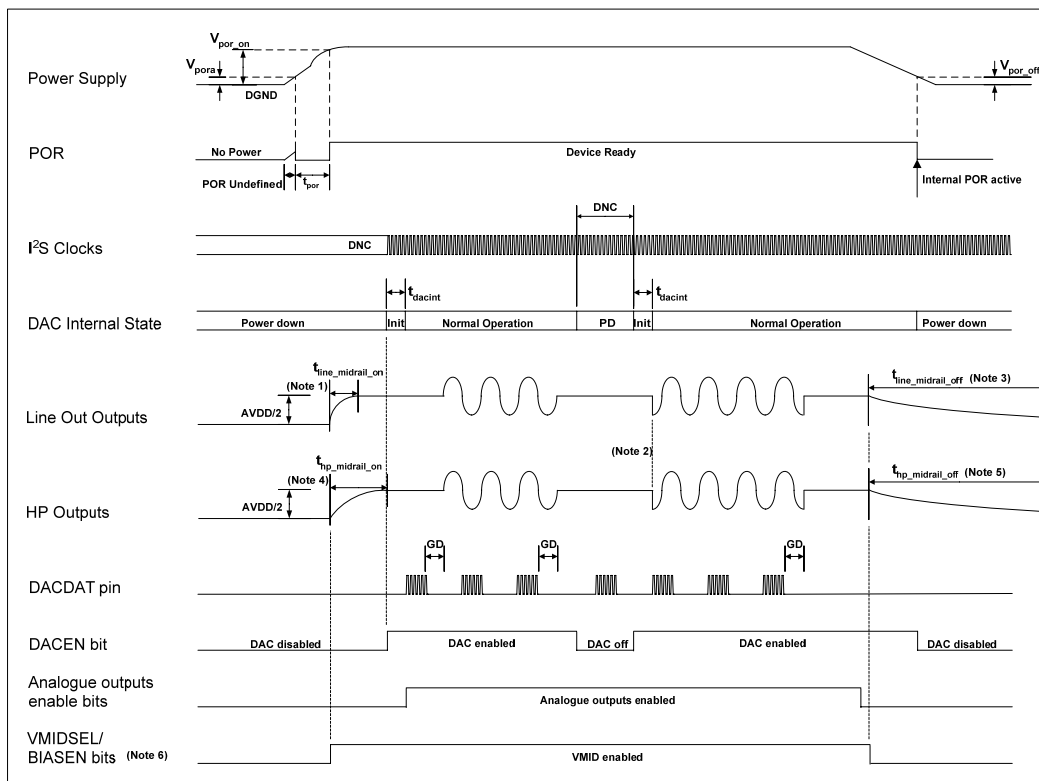 V_por_on
V_pora
Power Supply
DGND
V_por_off
POR
No Power
Device Ready
POR Undefined
t_por
Internal POR active
DNC
I²S Clocks
DNC
t_dacint
t_dacint
DAC Internal State
Power down
Init
Normal Operation
PD
Init
Normal Operation
Power down
t_line_midrail_on
(Note 1)
t_line_midrail_off (Note 3)
AVDD/2
Line Out Outputs
(Note 2)
t_hp_midrail_on
(Note 4)
t_hp_midrail_off (Note 5)
AVDD/2
HP Outputs
GD
GD
GD
DACDAT pin
DACEN bit
DAC disabled
DAC enabled
DAC off
DAC enabled
DAC disabled
Analogue outputs
enable bits
Analogue outputs enabled
VMIDSEL/
BIASEN bits (Note 6)
VMID enabled